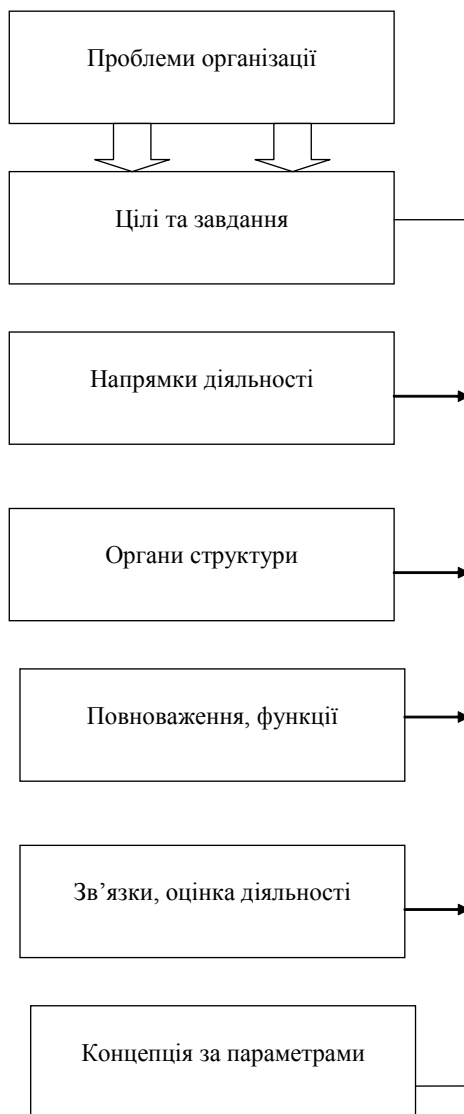 Проблеми організації
Цілі та завдання
Напрямки діяльності
Органи структури
Повноваження, функції
Зв’язки, оцінка діяльності
Концепція за параметрами